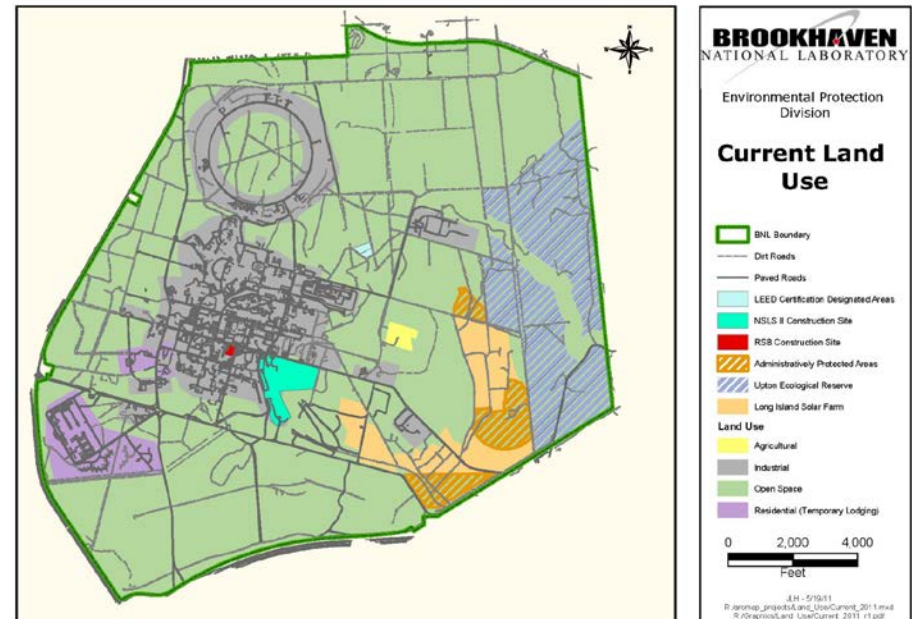 BROOKHAVEN
NATIONAL LABORATORY
Environmental Protection
Division
Current Land
Use
BNL Boundary
Dirt Roads
Paved Roads
LEED Certification Designated Areas
NSLS II Construction Site
RSB Construction Site
Administratively Protected Areas
Upton Ecological Reserve
Long Island Solar Farm
Land Use
Agricultural
Industrial
Open Space
Residential (Temporary Lodging)
0 2,000 4,000
Feet
JLH - 5/19/11